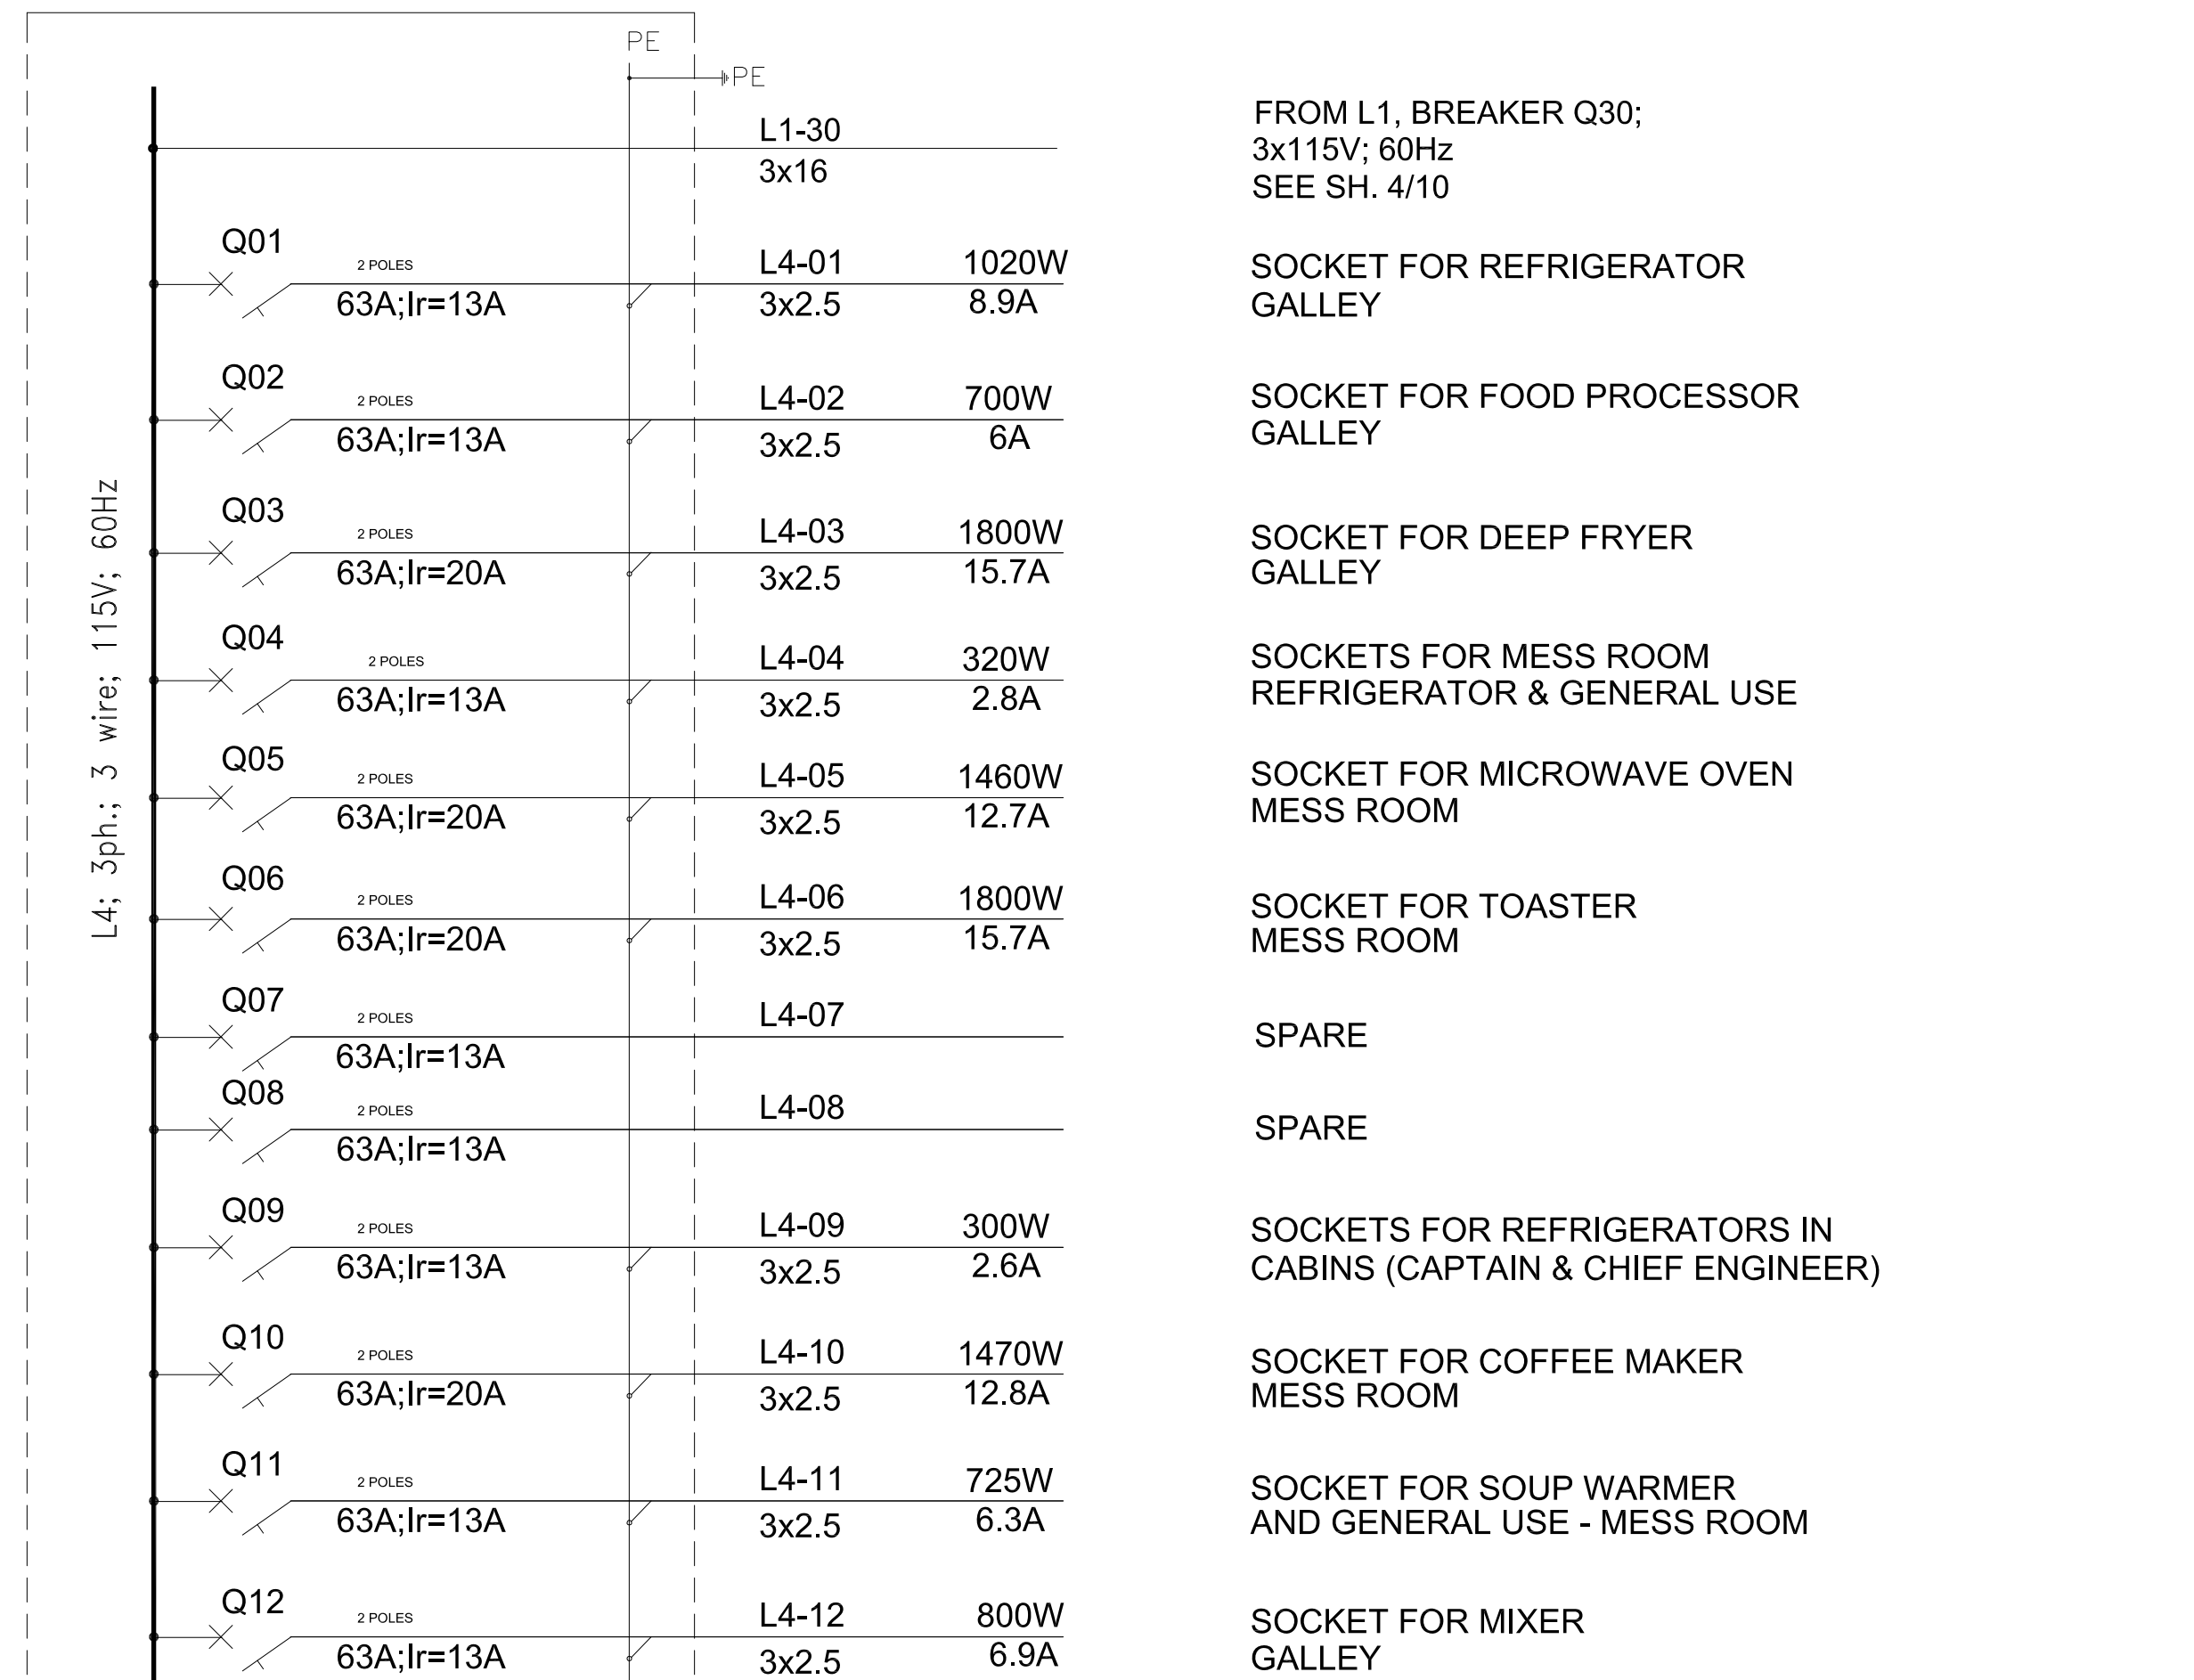 PE
PE
L1-30
3x16
FROM L1, BREAKER Q30;
3x115V; 60Hz
SEE SH. 4/10
L4; 3ph.; 3 wire; 115V; 60Hz
Q01
2 POLES
63A;Ir=13A
L4-01
3x2.5
1020W
8.9A
SOCKET FOR REFRIGERATOR
GALLEY
Q02
2 POLES
63A;Ir=13A
L4-02
3x2.5
700W
6A
SOCKET FOR FOOD PROCESSOR
GALLEY
Q03
2 POLES
63A;Ir=20A
L4-03
3x2.5
1800W
15.7A
SOCKET FOR DEEP FRYER
GALLEY
Q04
2 POLES
63A;Ir=13A
L4-04
3x2.5
320W
2.8A
SOCKETS FOR MESS ROOM
REFRIGERATOR & GENERAL USE
Q05
2 POLES
63A;Ir=20A
L4-05
3x2.5
1460W
12.7A
SOCKET FOR MICROWAVE OVEN
MESS ROOM
Q06
2 POLES
63A;Ir=20A
L4-06
3x2.5
1800W
15.7A
SOCKET FOR TOASTER
MESS ROOM
Q07
2 POLES
63A;Ir=13A
L4-07
SPARE
Q08
2 POLES
63A;Ir=13A
L4-08
SPARE
Q09
2 POLES
63A;Ir=13A
L4-09
3x2.5
300W
2.6A
SOCKETS FOR REFRIGERATORS IN
CABINS (CAPTAIN & CHIEF ENGINEER)
Q10
2 POLES
63A;Ir=20A
L4-10
3x2.5
1470W
12.8A
SOCKET FOR COFFEE MAKER
MESS ROOM
Q11
2 POLES
63A;Ir=13A
L4-11
3x2.5
725W
6.3A
SOCKET FOR SOUP WARMER
AND GENERAL USE - MESS ROOM
Q12
2 POLES
63A;Ir=13A
L4-12
3x2.5
800W
6.9A
SOCKET FOR MIXER
GALLEY